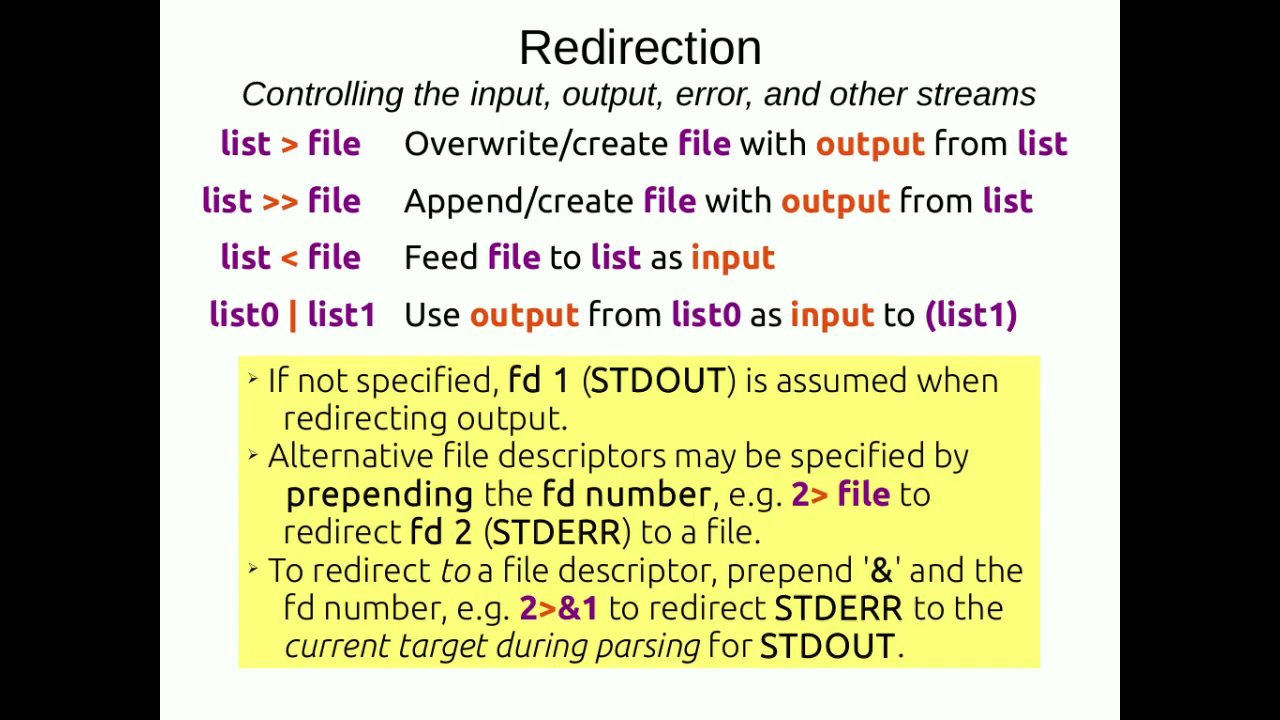 Redirection
Controlling the input, output, error, and other streams
list > file Overwrite/create file with output from list
list >> file Append/create file with output from list
list < file Feed file to list as input
list0 | list1 Use output from list0 as input to (list1)
➢ If not specified, fd 1 (STDOUT) is assumed when
redirecting output.
➢ Alternative file descriptors may be specified by
prepending the fd number, e.g. 2> file to
redirect fd 2 (STDERR) to a file.
➢ To redirect to a file descriptor, prepend '&' and the
fd number, e.g. 2>&1 to redirect STDERR to the
current target during parsing for STDOUT.